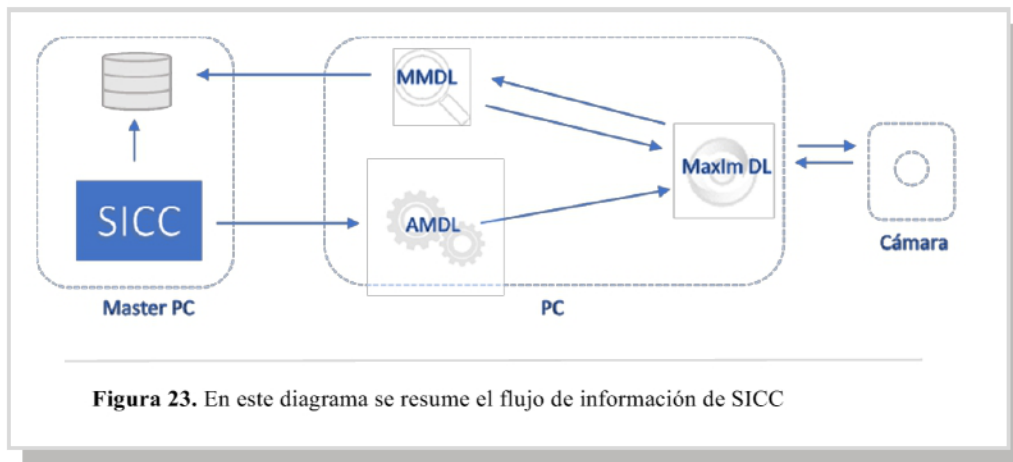 MMDL
MaxIm DL
SICC
AMDL
Cámara
Master PC
PC
Figura 23. En este diagrama se resume el flujo de información de SICC